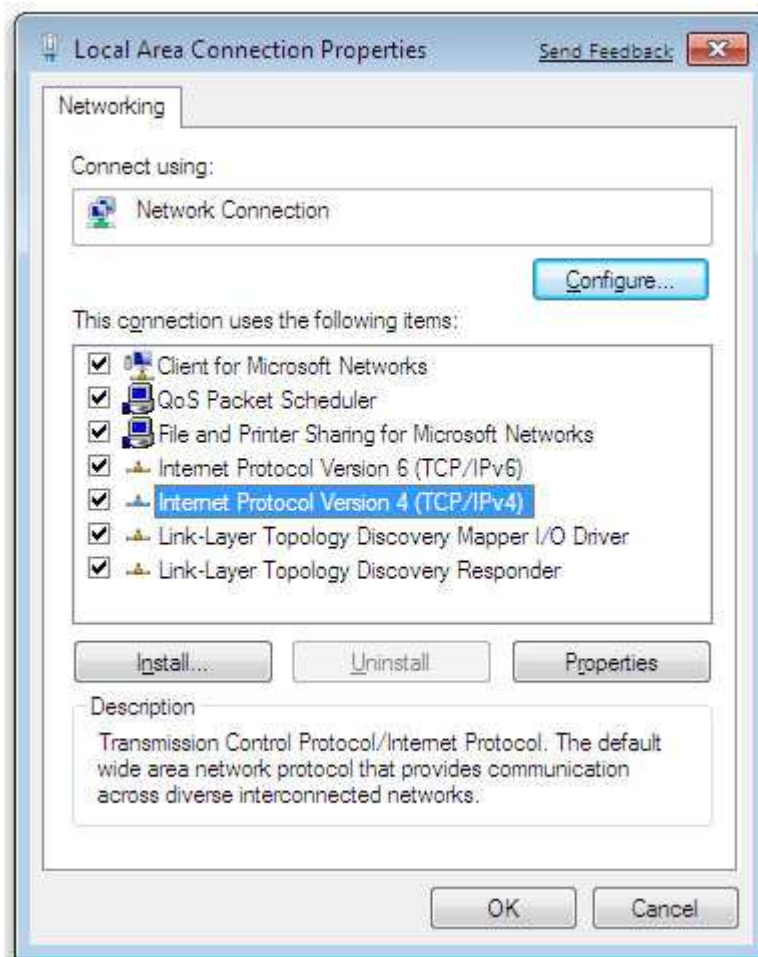 Local Area Connection Properties
Send Feedback
Networking
Connect using:
Network Connection
Configure...
This connection uses the following items:
Client for Microsoft Networks
QoS Packet Scheduler
File and Printer Sharing for Microsoft Networks
Internet Protocol Version 6 (TCP/IPv6)
Internet Protocol Version 4 (TCP/IPv4)
Link-Layer Topology Discovery Mapper I/O Driver
Link-Layer Topology Discovery Responder
Install...
Uninstall
Properties
Description
Transmission Control Protocol/Internet Protocol. The default
wide area network protocol that provides communication
across diverse interconnected networks.
OK
Cancel